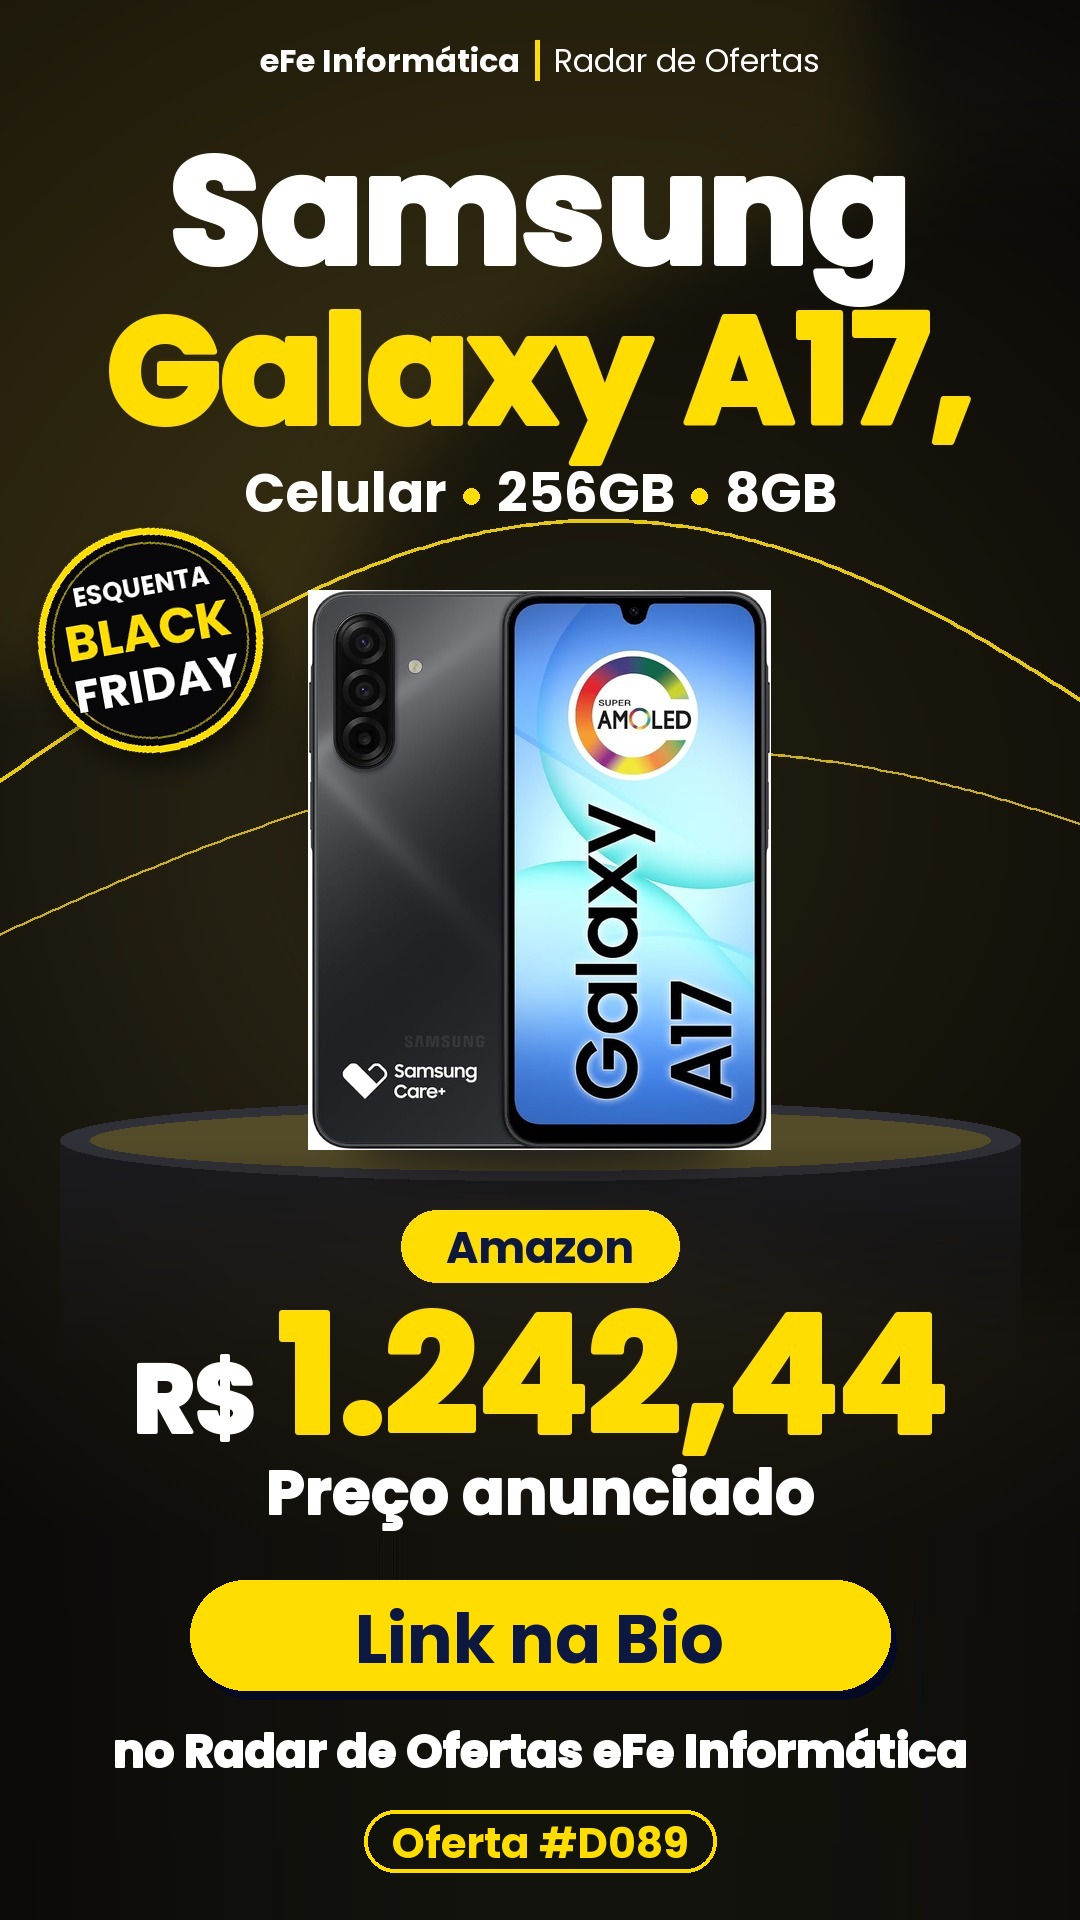 eFe Informática | Radar de Ofertas
Samsung
Galaxy A17,
Celular • 256GB • 8GB
ESQUENTA
BLACK
FRIDAY
SUPER
AMOLED
Galaxy
A17
SAMSUNG
Samsung
Care+
Amazon
R$ 1.242,44
Preço anunciado
Link na Bio
no Radar de Ofertas eFe Informática
Oferta #D089